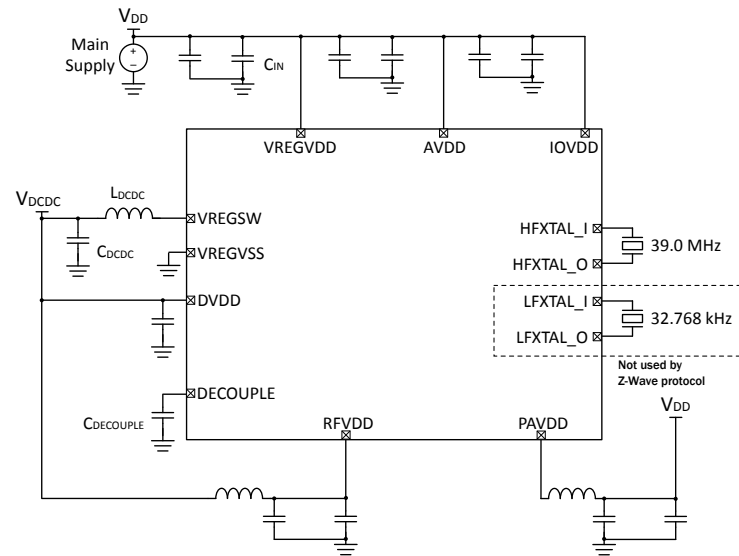 VDD
Main
Supply
+
−
CIN
VREGVDD
AVDD
IOVDD
VDCDC
LDCDC
CDCDC
VREGSW
VREGVSS
DVDD
DECOUPLE
CDECOUPLE
HFXTAL_I
HFXTAL_O
39.0 MHz
LFXTAL_I
LFXTAL_O
32.768 kHz
Not used by
Z-Wave protocol
RFVDD
PAVDD
VDD